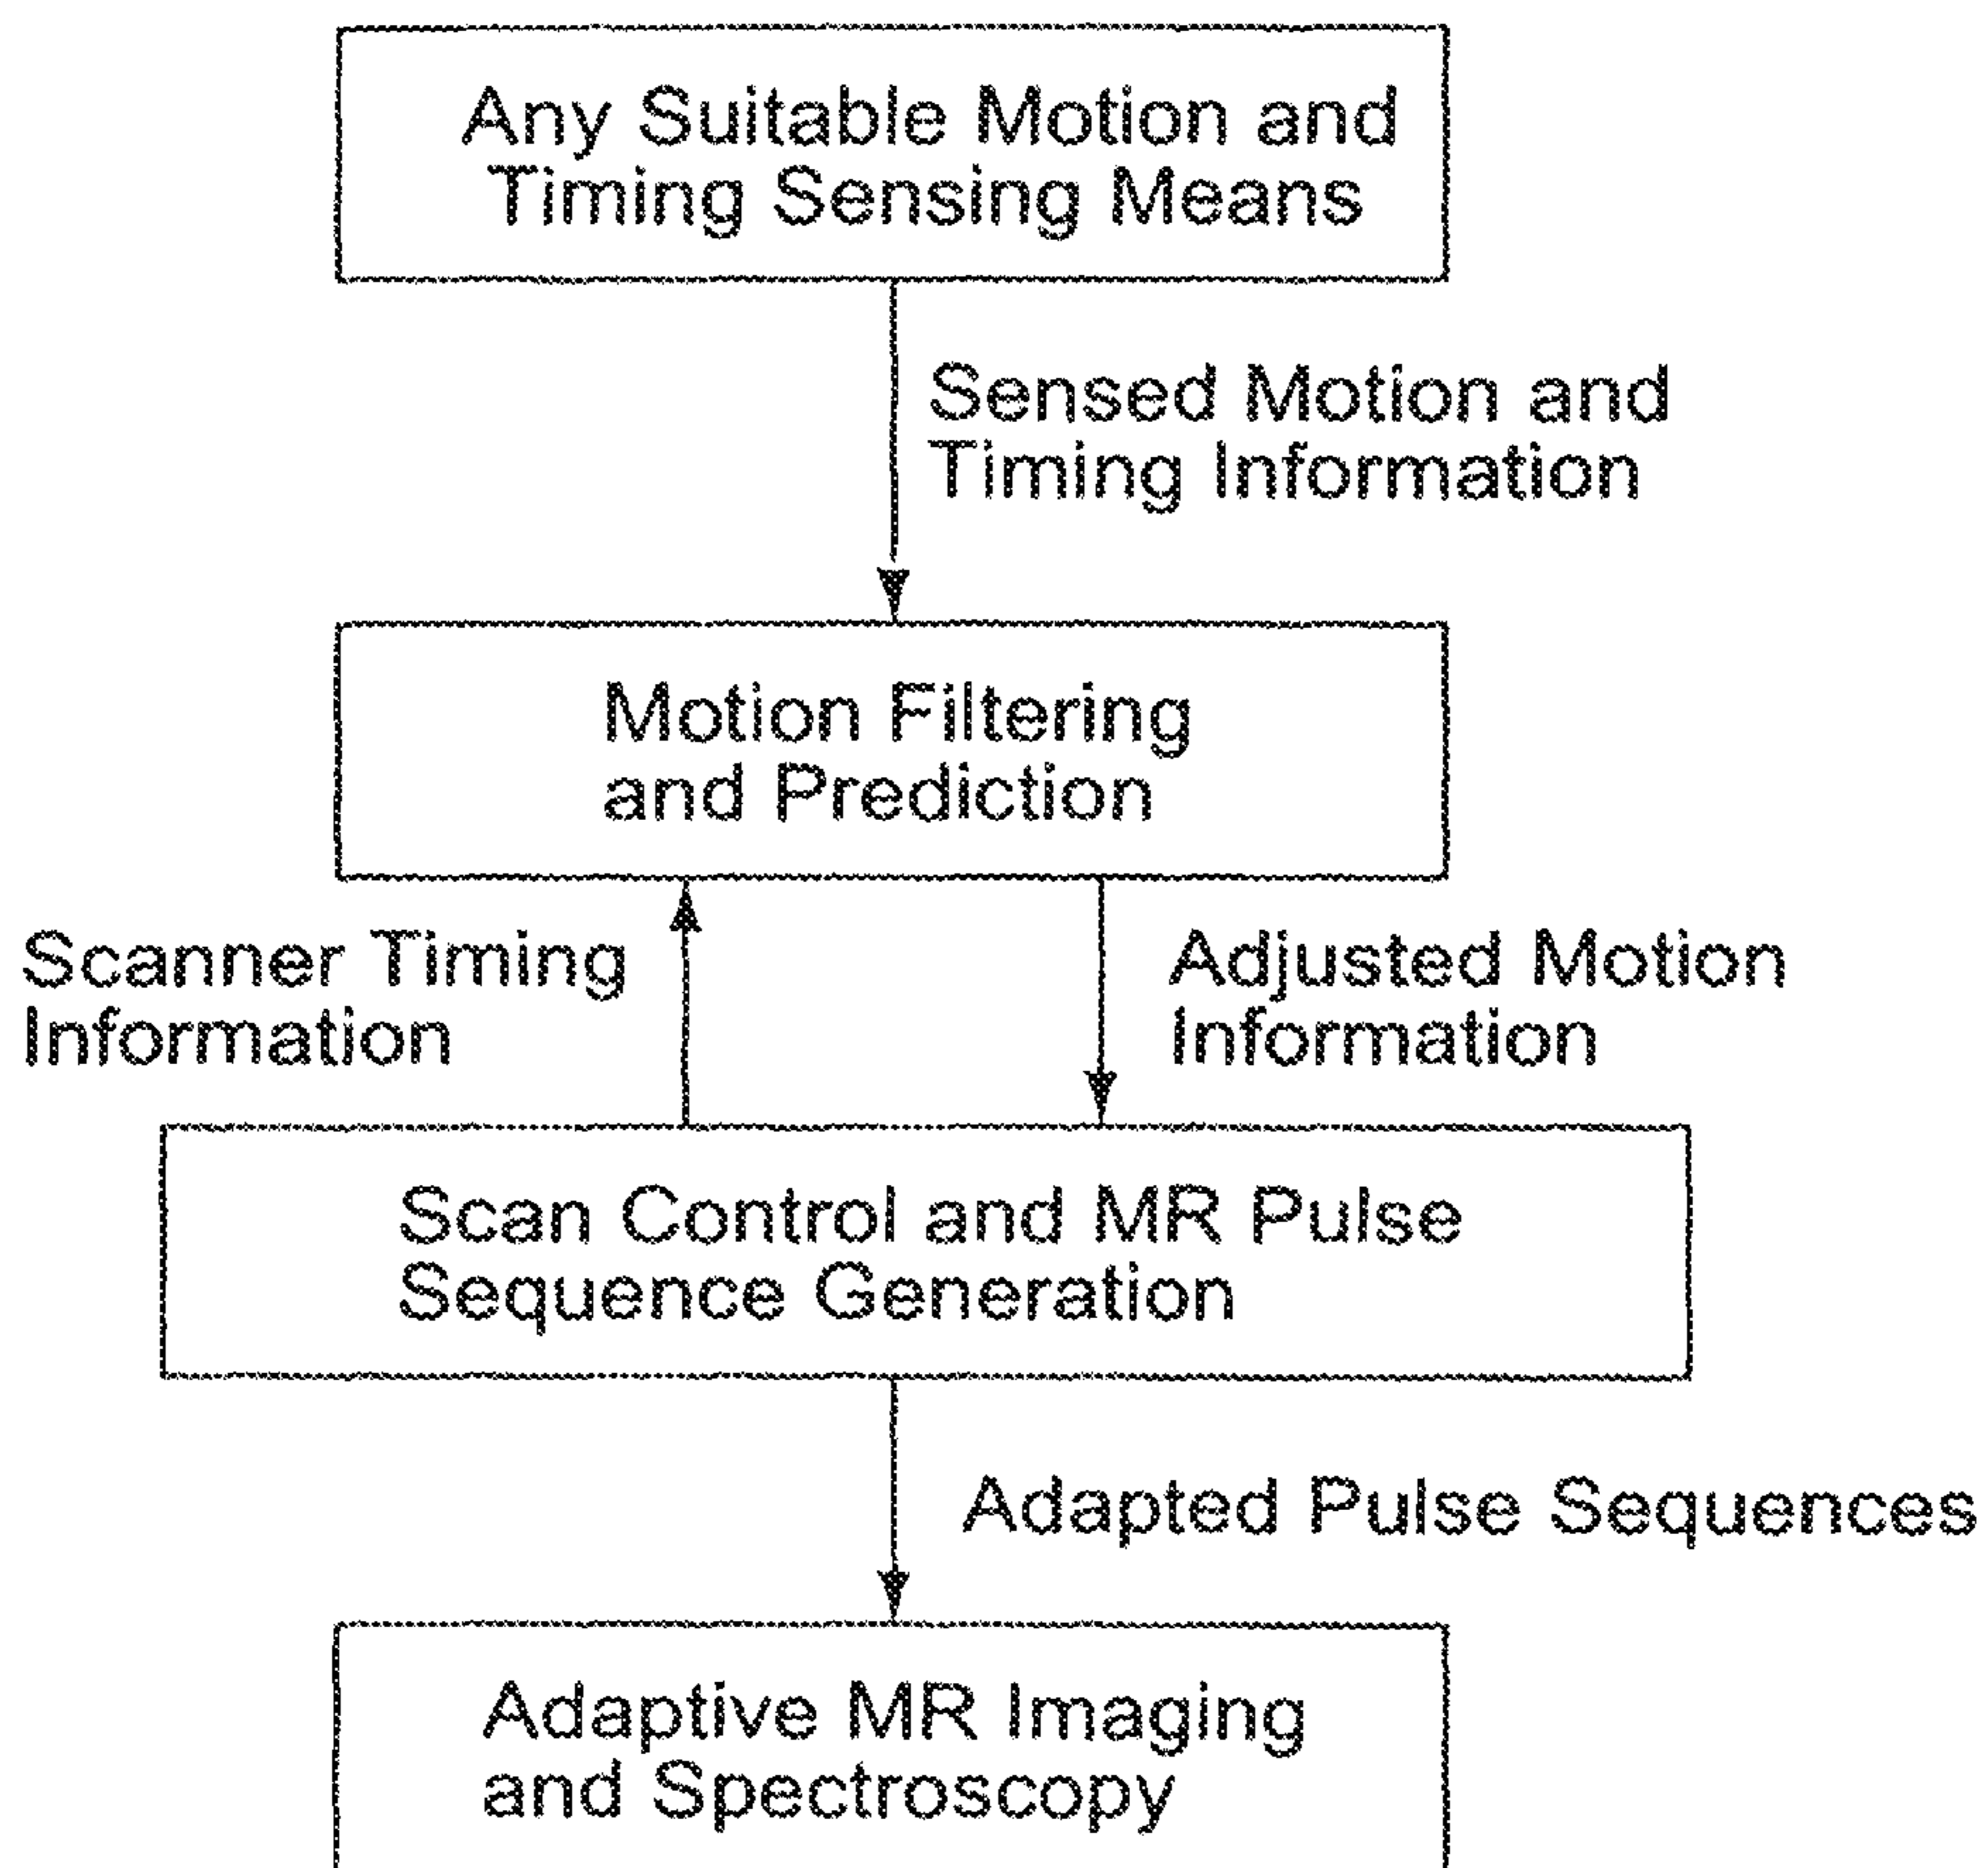 Any Suitable Motion and
Timing Sensing Means
Sensed Motion and
Timing Information
Motion Filtering
and Prediction
Scanner Timing
Information
Adjusted Motion
Information
Scan Control and MR Pulse
Sequence Generation
Adapted Pulse Sequences
Adaptive MR Imaging
and Spectroscopy